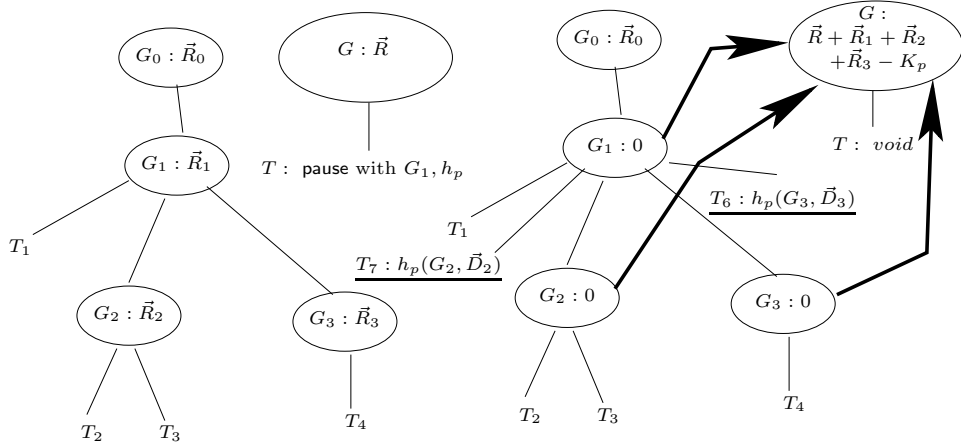 G₀ : R⃗₀
G : R⃗
G₁ : R⃗₁
T : pause with G₁, hₚ
T₁
G₂ : R⃗₂
G₃ : R⃗₃
T₂
T₃
T₄
G₀ : R⃗₀
G :
R⃗ + R⃗₁ + R⃗₂
+R⃗₃ − Kₚ
G₁ : 0
T : void
T₆ : hₚ(G₃, D⃗₃)
T₁
T₇ : hₚ(G₂, D⃗₂)
G₂ : 0
G₃ : 0
T₂
T₃
T₄